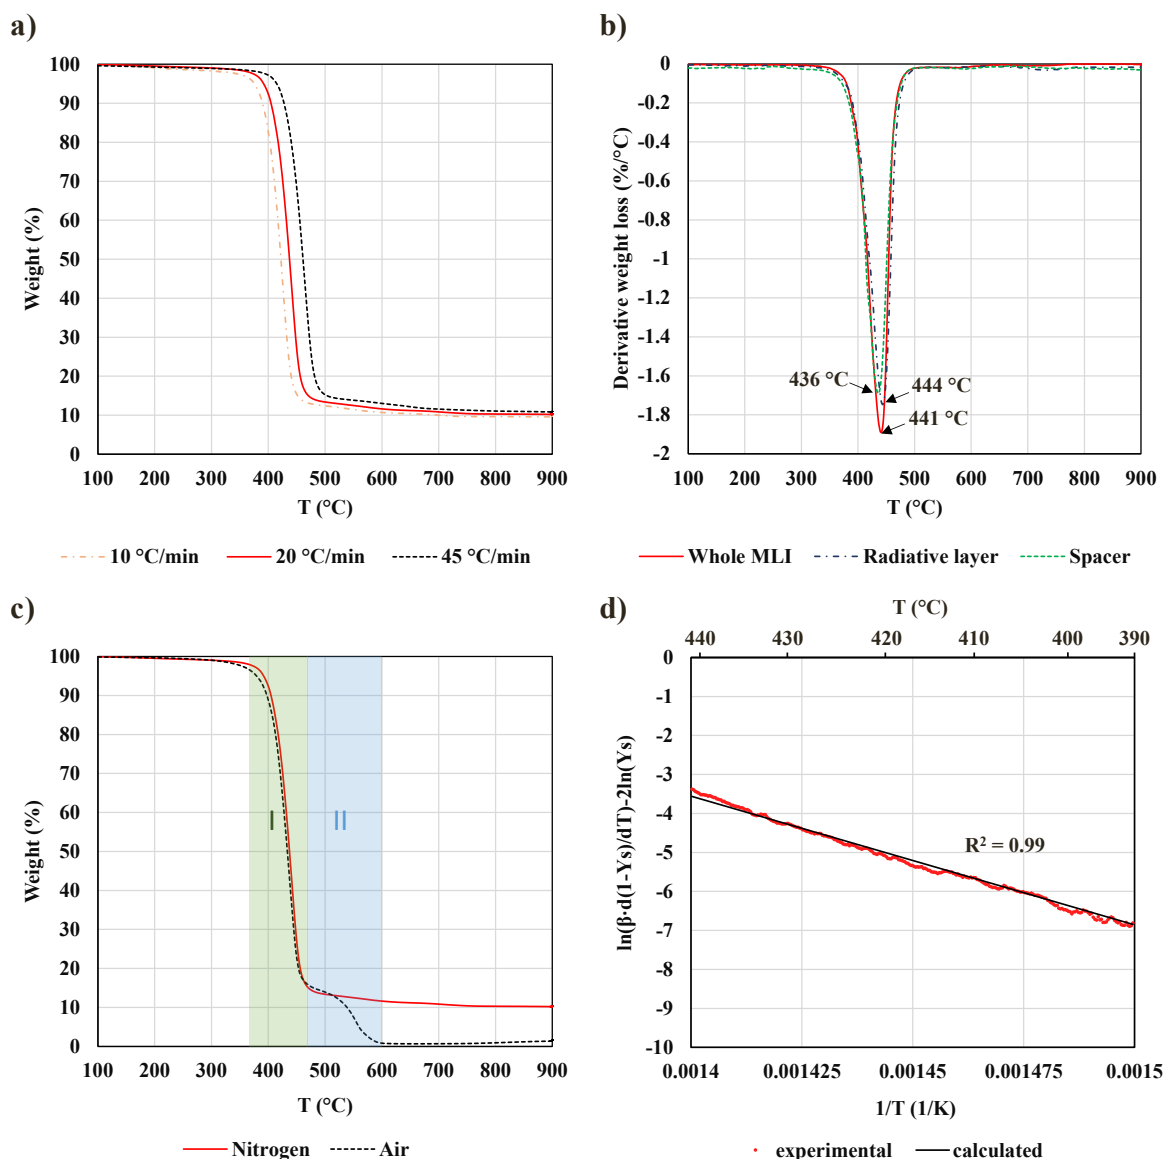 a)
100
90
80
70
60
50
40
30
20
10
0
Weight (%)
100 200 300 400 500 600 700 800 900
T (°C)
10 °C/min 20 °C/min 45 °C/min
b)
0
-0.2
-0.4
-0.6
-0.8
-1
-1.2
-1.4
-1.6
-1.8
-2
Derivative weight loss (%/°C)
436 °C
444 °C
441 °C
100 200 300 400 500 600 700 800 900
T (°C)
Whole MLI Radiative layer Spacer
c)
100
90
80
70
60
50
40
30
20
10
0
Weight (%)
I II
100 200 300 400 500 600 700 800 900
T (°C)
Nitrogen Air
d)
T (°C)
440 430 420 410 400 390
0
-1
-2
-3
-4
-5
-6
-7
-8
-9
-10
ln(β·d(1-Ys)/dT)-2ln(Ys)
R² = 0.99
0.0014 0.001425 0.00145 0.001475 0.0015
1/T (1/K)
experimental calculated